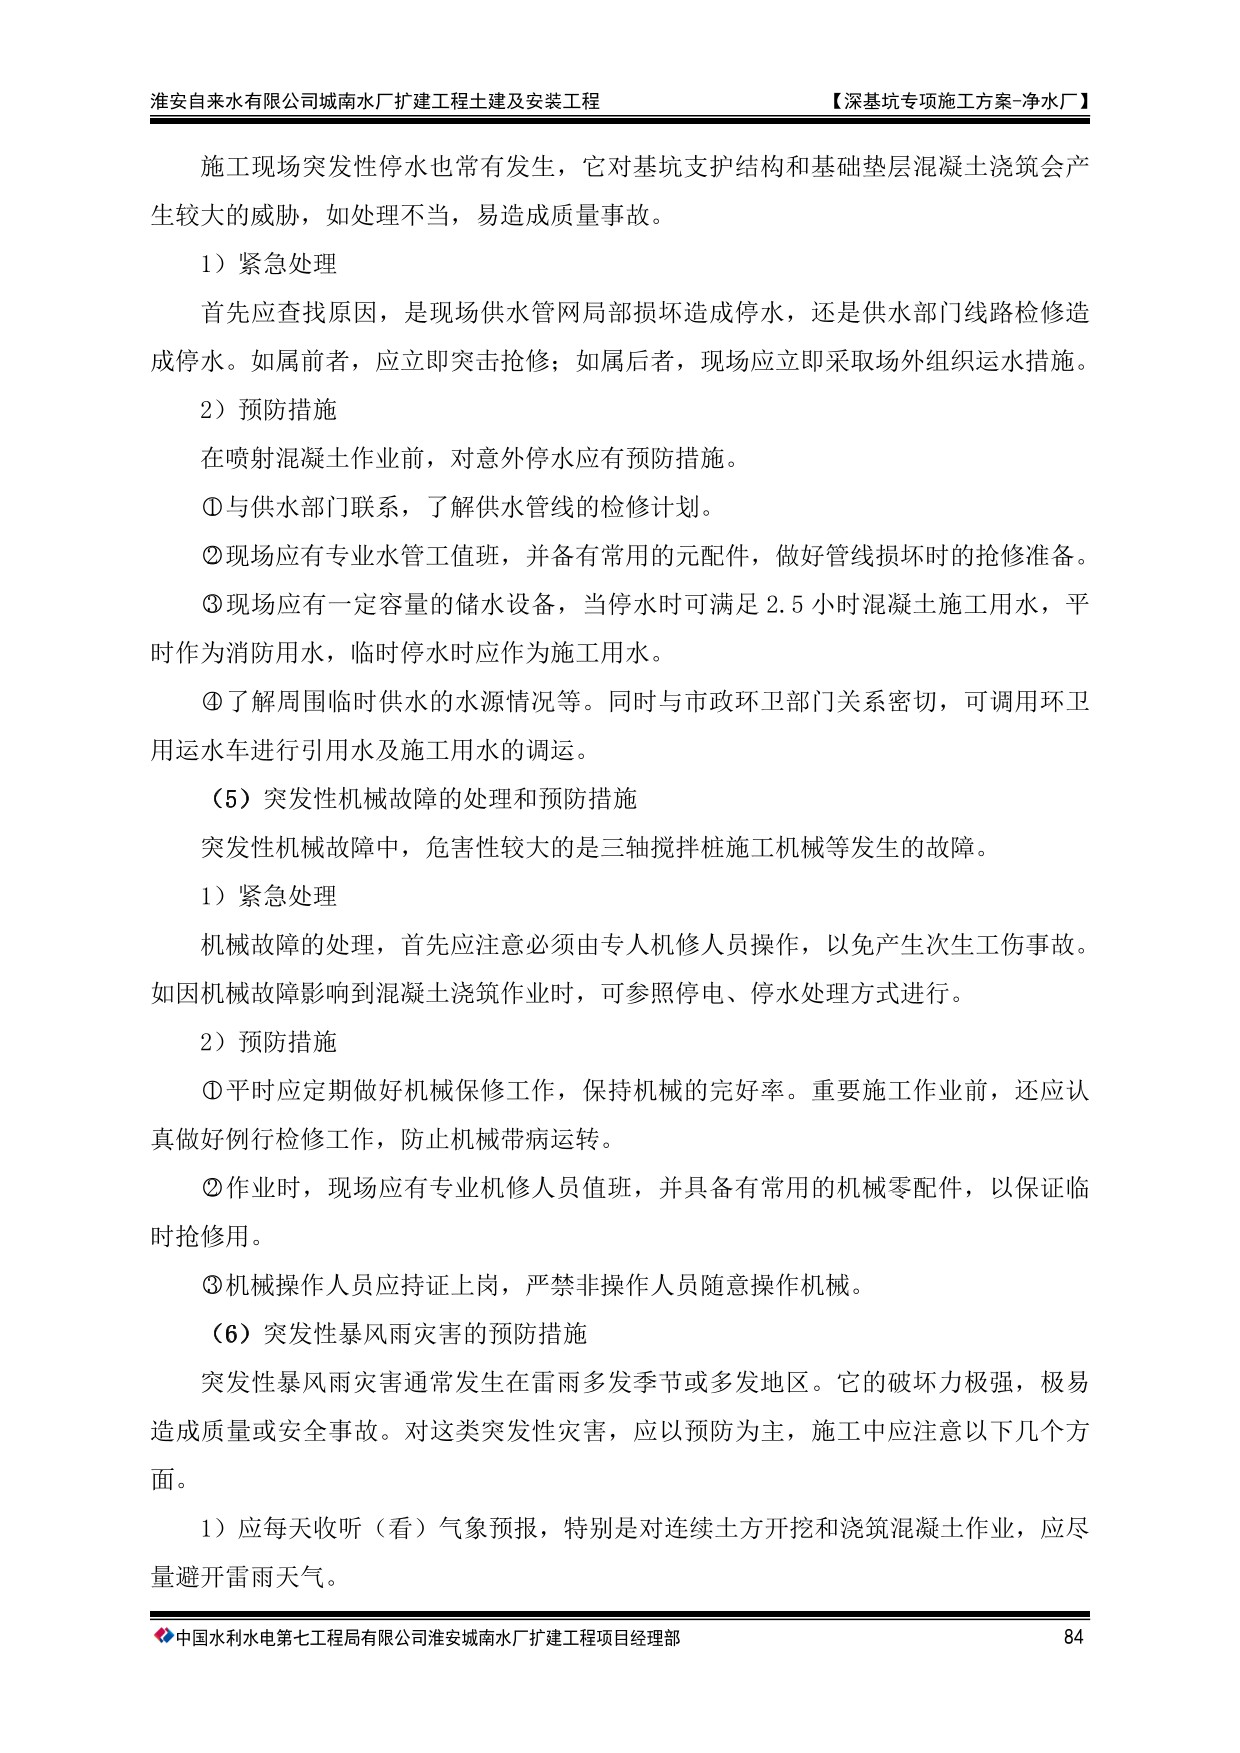 淮安自来水有限公司城南水厂扩建工程土建及安装工程 【深基坑专项施工方案-净水厂】
施工现场突发性停水也常有发生，它对基坑支护结构和基础垫层混凝土浇筑会产
生较大的威胁，如处理不当，易造成质量事故。
1）紧急处理
首先应查找原因，是现场供水管网局部损坏造成停水，还是供水部门线路检修造
成停水。如属前者，应立即突击抢修；如属后者，现场应立即采取场外组织运水措施。
2）预防措施
在喷射混凝土作业前，对意外停水应有预防措施。
①与供水部门联系，了解供水管线的检修计划。
②现场应有专业水管工值班，并备有常用的元配件，做好管线损坏时的抢修准备。
③现场应有一定容量的储水设备，当停水时可满足 2.5 小时混凝土施工用水，平
时作为消防用水，临时停水时应作为施工用水。
④了解周围临时供水的水源情况等。同时与市政环卫部门关系密切，可调用环卫
用运水车进行引用水及施工用水的调运。
（5）突发性机械故障的处理和预防措施
突发性机械故障中，危害性较大的是三轴搅拌桩施工机械等发生的故障。
1）紧急处理
机械故障的处理，首先应注意必须由专人机修人员操作，以免产生次生工伤事故。
如因机械故障影响到混凝土浇筑作业时，可参照停电、停水处理方式进行。
2）预防措施
①平时应定期做好机械保修工作，保持机械的完好率。重要施工作业前，还应认
真做好例行检修工作，防止机械带病运转。
②作业时，现场应有专业机修人员值班，并具备有常用的机械零配件，以保证临
时抢修用。
③机械操作人员应持证上岗，严禁非操作人员随意操作机械。
（6）突发性暴风雨灾害的预防措施
突发性暴风雨灾害通常发生在雷雨多发季节或多发地区。它的破坏力极强，极易
造成质量或安全事故。对这类突发性灾害，应以预防为主，施工中应注意以下几个方
面。
1）应每天收听（看）气象预报，特别是对连续土方开挖和浇筑混凝土作业，应尽
量避开雷雨天气。
中国水利水电第七工程局有限公司淮安城南水厂扩建工程项目经理部 84